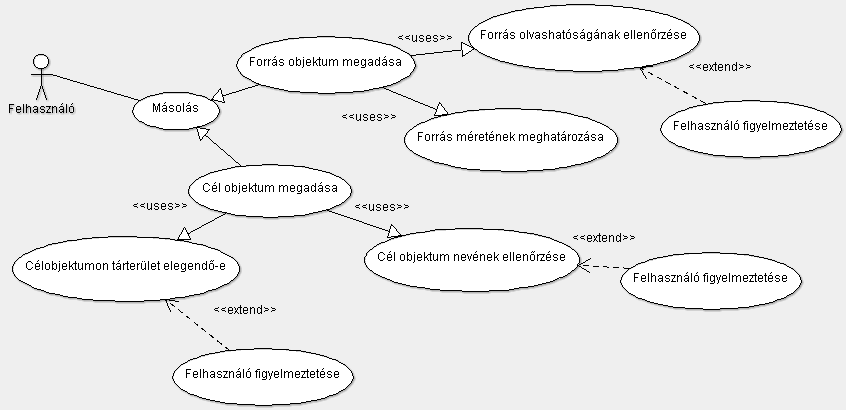 Forrás olvashatóságának ellenőrzése
<<uses>>
Forrás objektum megadása
<<extend>>
Felhasználó
Másolás
<<uses>>
Felhasználó figyelmeztetése
Forrás méretének meghatározása
Cél objektum megadása
<<uses>>
<<uses>>
<<extend>>
Cél objektum nevének ellenőrzése
Célobjektumon tárterület elegendő-e
Felhasználó figyelmeztetése
<<extend>>
Felhasználó figyelmeztetése